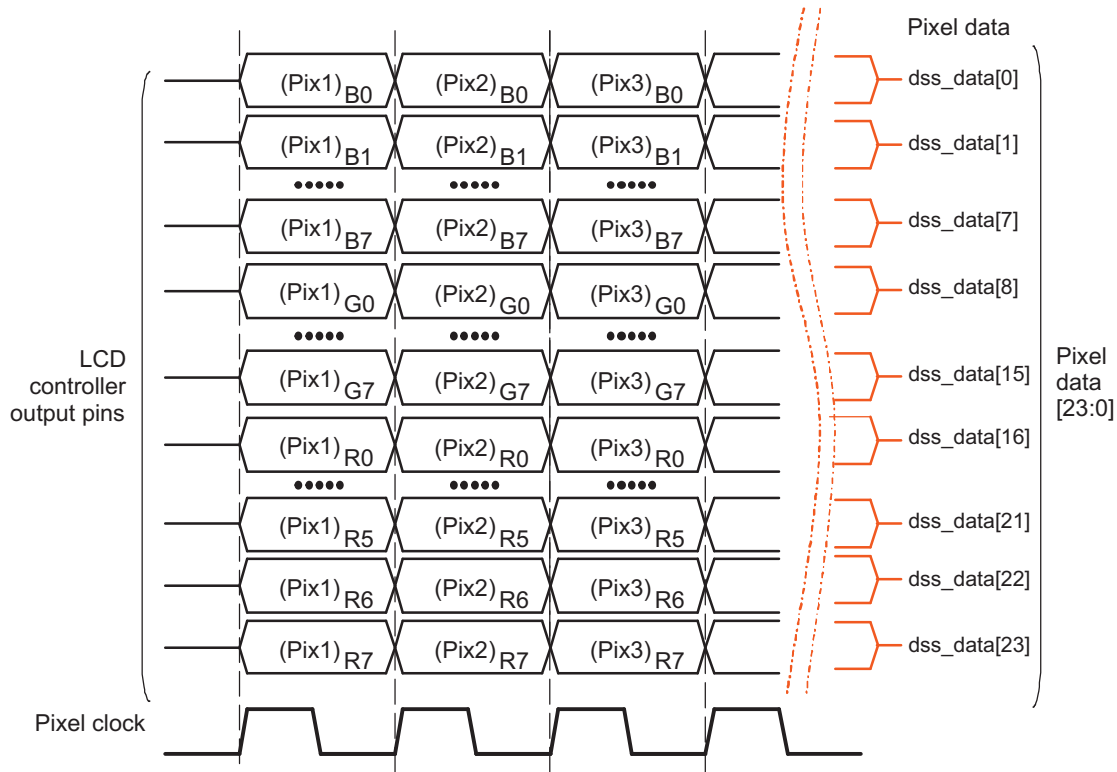 Pixel data
(Pix1)B0 (Pix2)B0 (Pix3)B0 dss_data[0]
(Pix1)B1 (Pix2)B1 (Pix3)B1 dss_data[1]
(Pix1)B7 (Pix2)B7 (Pix3)B7 dss_data[7]
(Pix1)G0 (Pix2)G0 (Pix3)G0 dss_data[8]
LCD
controller
output pins
(Pix1)G7 (Pix2)G7 (Pix3)G7 dss_data[15]
Pixel
data
[23:0]
(Pix1)R0 (Pix2)R0 (Pix3)R0 dss_data[16]
(Pix1)R5 (Pix2)R5 (Pix3)R5 dss_data[21]
(Pix1)R6 (Pix2)R6 (Pix3)R6 dss_data[22]
(Pix1)R7 (Pix2)R7 (Pix3)R7 dss_data[23]
Pixel clock